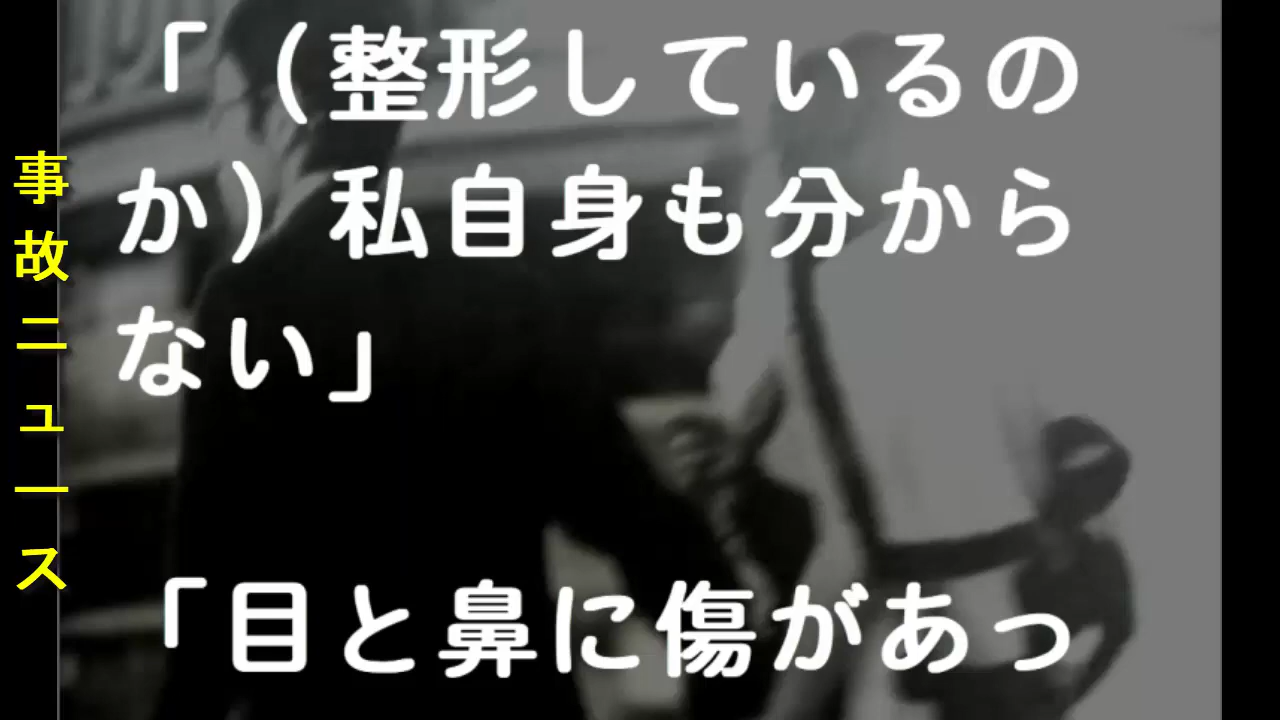 事故ニュース
「（整形しているの
か）私自身も分から
ない」
「目と鼻に傷があっ